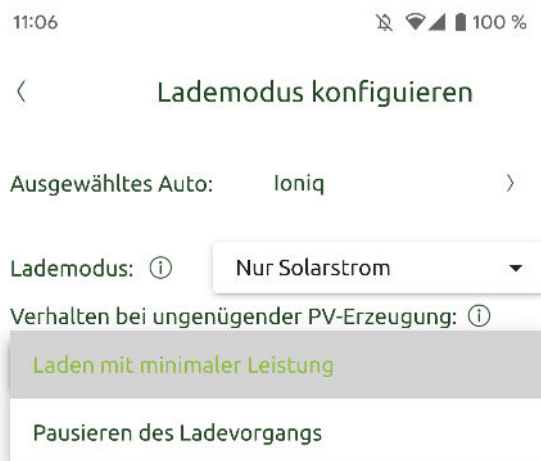 11:06 100 %
Lademodus konfiguieren
Ausgewähltes Auto: Ioniq
Lademodus: Nur Solarstrom
Verhalten bei ungenügender PV-Erzeugung:
Laden mit minimaler Leistung
Pausieren des Ladevorgangs